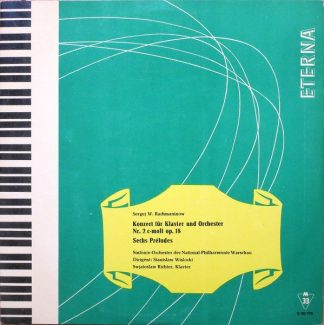 ETERNA
Sergej W. Rachmaninow
Konzert für Klavier und Orchester
Nr. 2 c-moll op. 18
Sechs Préludes
Sinfonie-Orchester der National-Philharmonie Warschau
Dirigent: Stanislaw Wislocki
Swjatoslaw Richter, Klavier
M
33